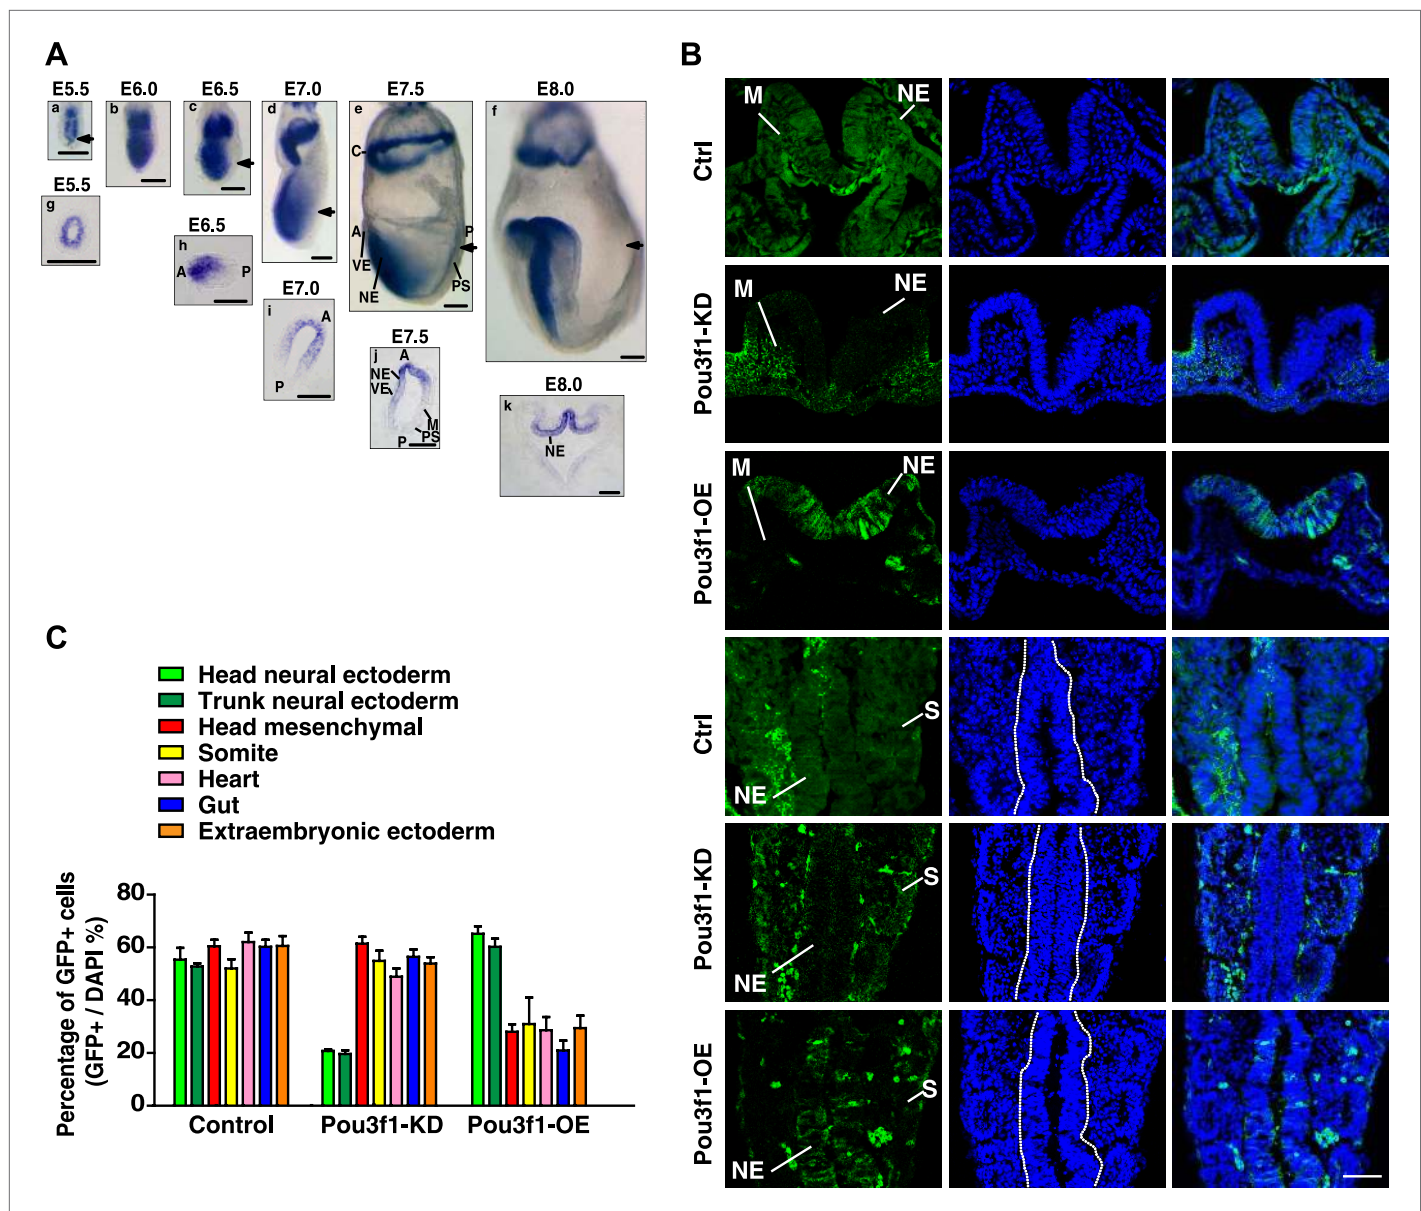 A
E5.5 E6.0 E6.5 E7.0 E7.5 E8.0
a b c d e f
C
A P
VE
NE PS
E5.5
g
E6.5
h
A P
E7.0
i
A
P
E7.5
j
A
NE
VE
M
PS
P
E8.0
k
NE
B
Ctrl
M NE
Pou3f1-KD
M NE
Pou3f1-OE
M NE
Ctrl
S
NE
Pou3f1-KD
S
NE
Pou3f1-OE
S
NE
C
Head neural ectoderm
Trunk neural ectoderm
Head mesenchymal
Somite
Heart
Gut
Extraembryonic ectoderm
Percentage of GFP+ cells
(GFP+ / DAPI %)
80
60
40
20
0
Control Pou3f1-KD Pou3f1-OE